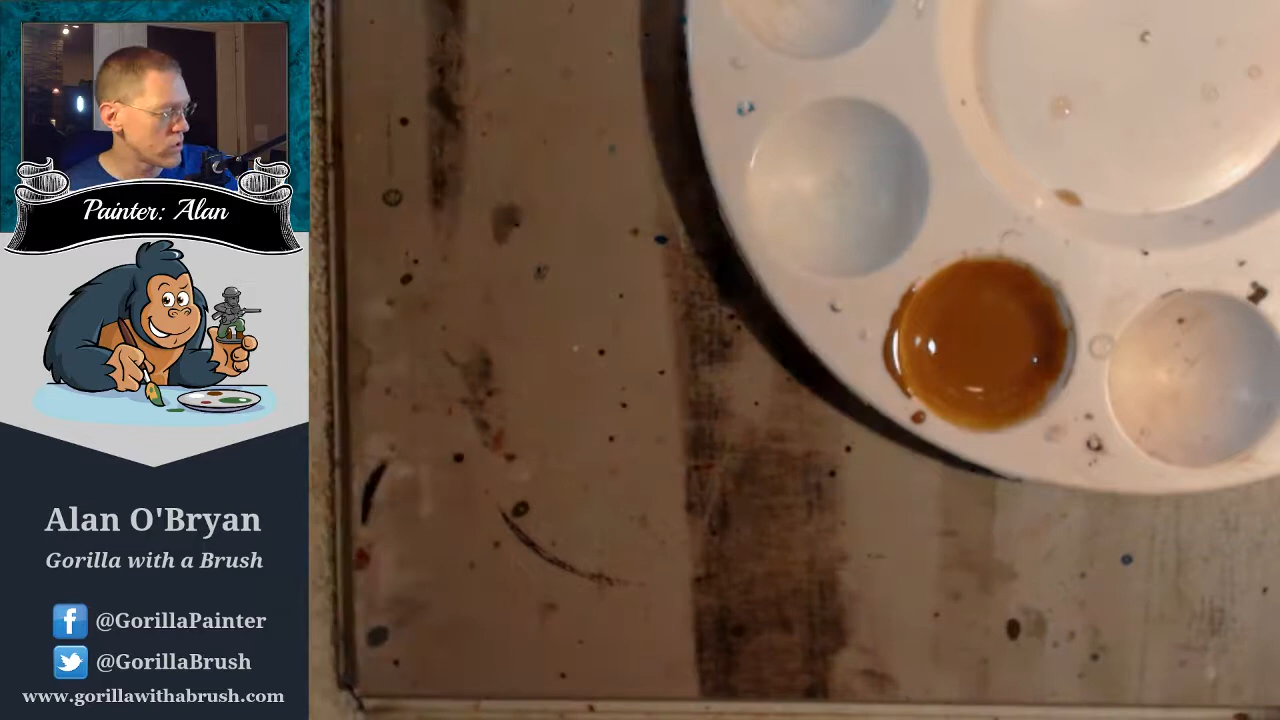 Painter: Alan
Alan O'Bryan
Gorilla with a Brush
@GorillaPainter
@GorillaBrush
www.gorillawithabrush.com